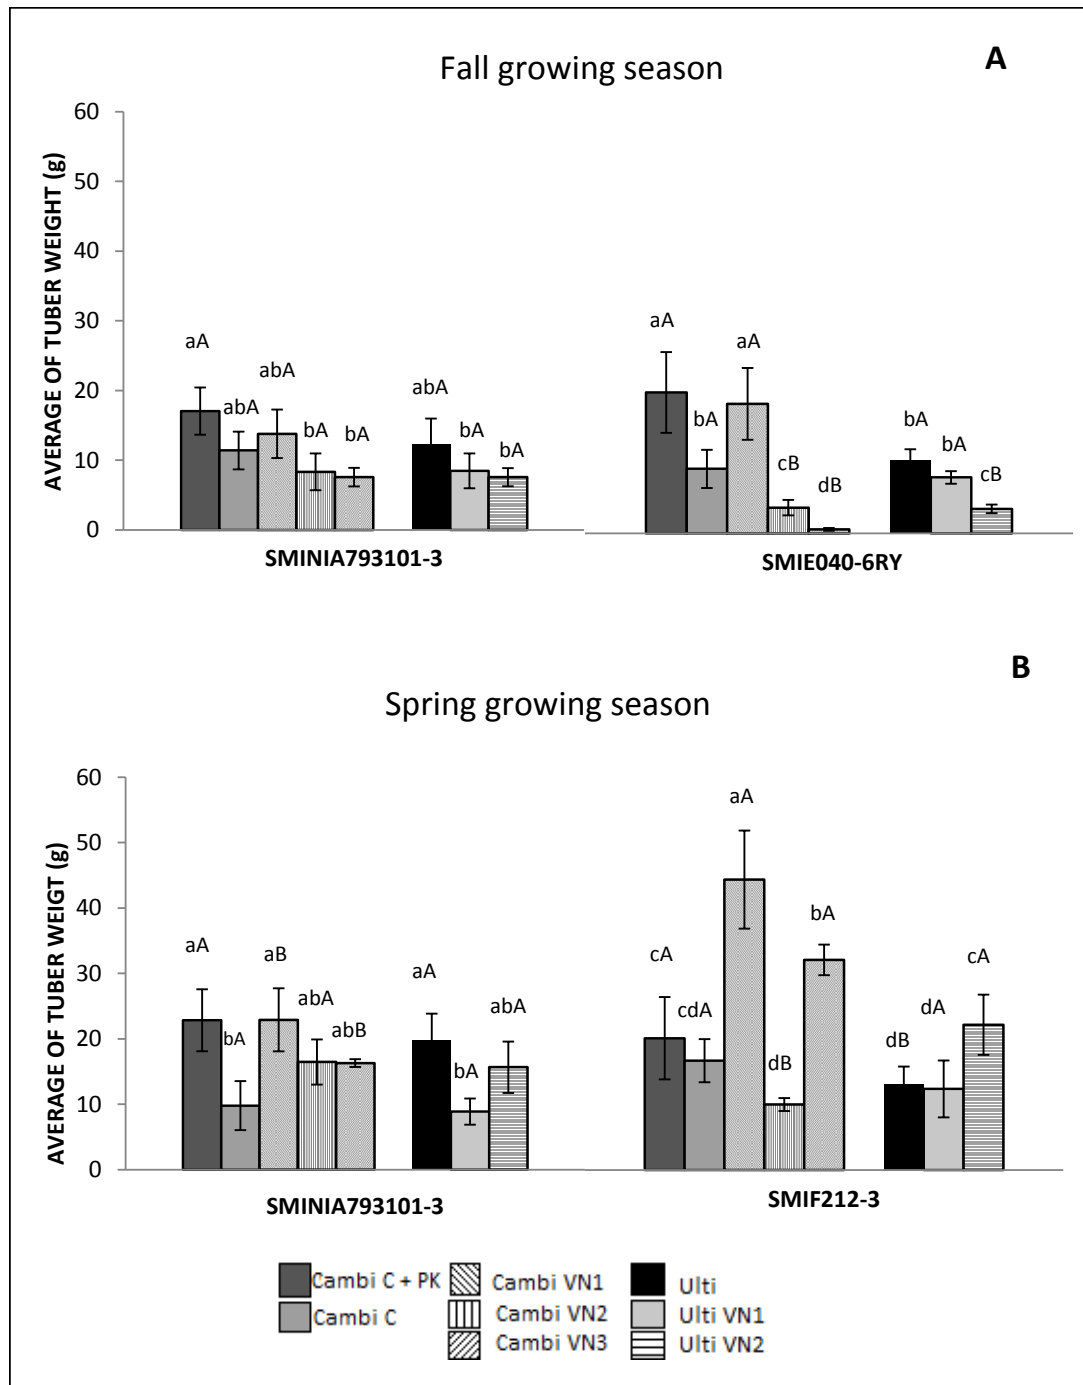 A
Fall growing season
AVERAGE OF TUBER WEIGHT (g)
60
50
40
30
20
10
0
aA
abA
abA
bA
bA
abA
bA
bA
aA
bA
aA
cB
dB
bA
bA
cB
SMINIA793101-3
SMIE040-6RY
B
Spring growing season
AVERAGE OF TUBER WEIGT (g)
60
50
40
30
20
10
0
aA
bA
aB
abA
abB
aA
bA
abA
cA
cdA
aA
dB
bA
dB
dA
cA
SMINIA793101-3
SMIF212-3
Cambi C + PK
Cambi C
Cambi VN1
Cambi VN2
Cambi VN3
Ulti
Ulti VN1
Ulti VN2